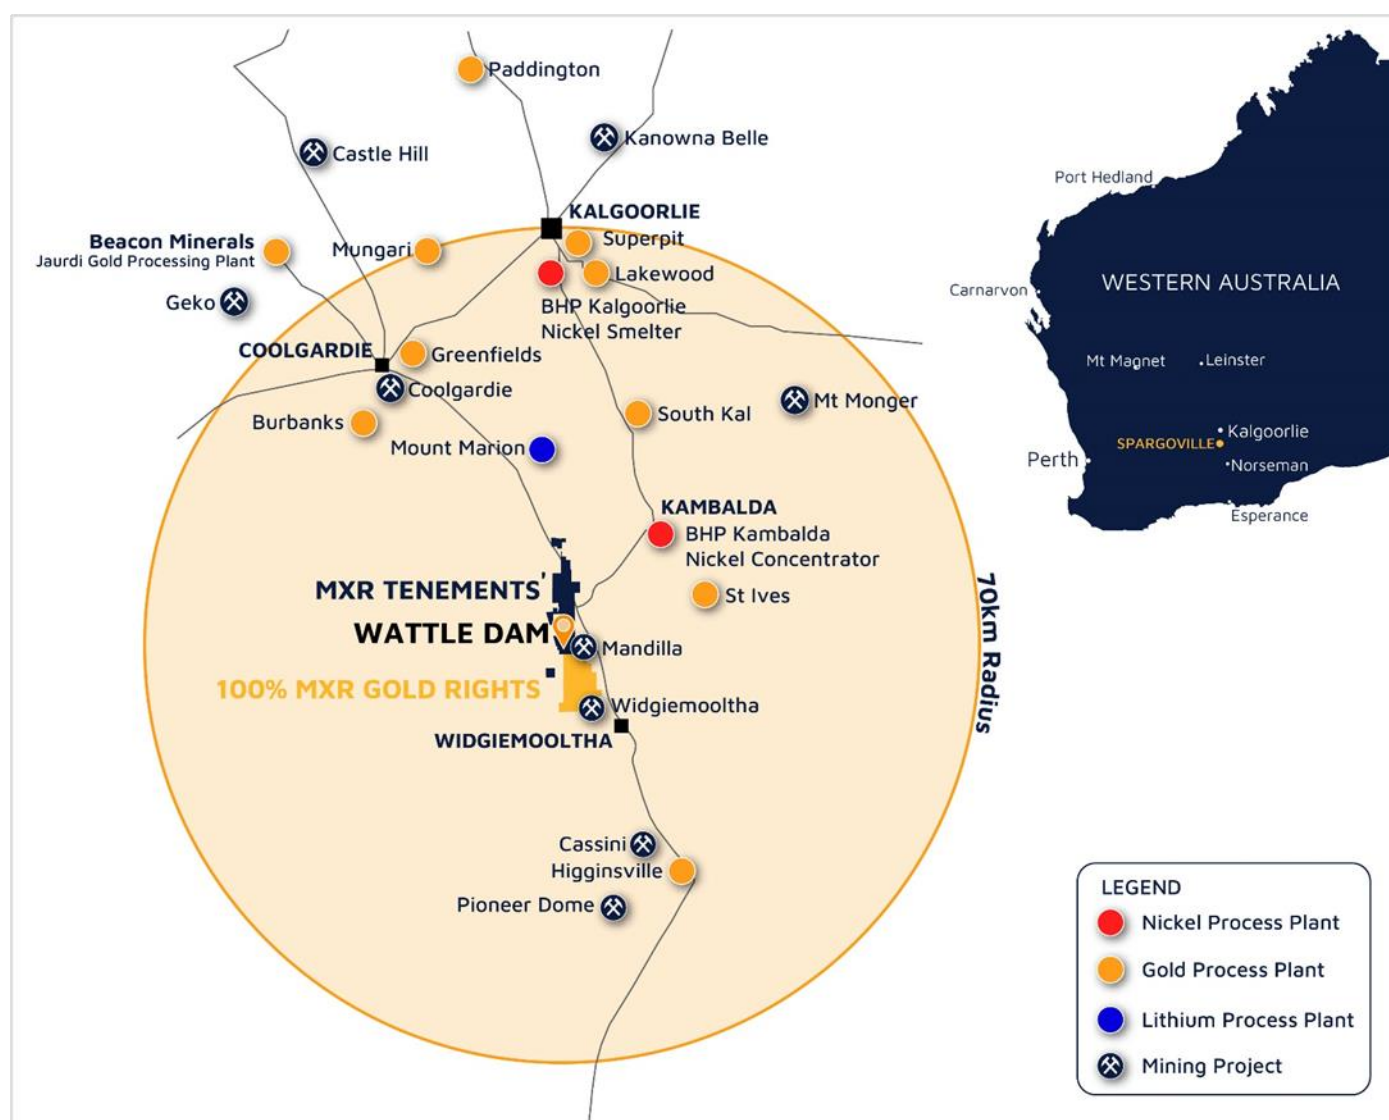 Paddington
Kanowna Belle
Castle Hill
KALGOORLIE
Beacon Minerals
Jaurdi Gold Processing Plant
Mungari
Superpit
Lakewood
Geko
BHP Kalgoorlie
Nickel Smelter
COOLGARDIE
Greenfields
Coolgardie
Burbanks
South Kal
Mt Monger
Mount Marion
KAMBALDA
BHP Kambalda
Nickel Concentrator
MXR TENEMENTS
St Ives
WATTLE DAM
Mandilla
100% MXR GOLD RIGHTS
Widgiemooltha
WIDGIEMOOLTHA
70km Radius
Cassini
Higginsville
Pioneer Dome
Port Hedland
WESTERN AUSTRALIA
Carnarvon
Mt Magnet
Leinster
Kalgoorlie
SPARGOVILLE
Perth
Norseman
Esperance
LEGEND
Nickel Process Plant
Gold Process Plant
Lithium Process Plant
Mining Project